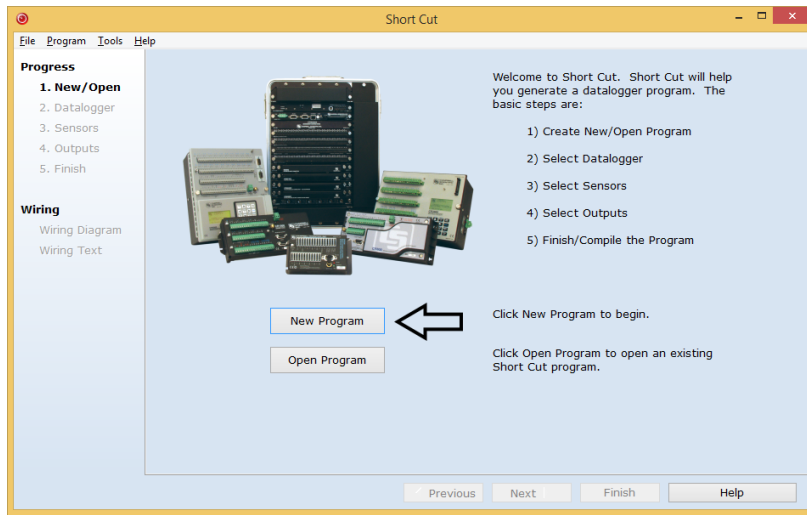 Short Cut
File Program Tools Help
Progress
1. New/Open
2. Datalogger
3. Sensors
4. Outputs
5. Finish
Wiring
Wiring Diagram
Wiring Text
Welcome to Short Cut. Short Cut will help
you generate a datalogger program. The
basic steps are:
1) Create New/Open Program
2) Select Datalogger
3) Select Sensors
4) Select Outputs
5) Finish/Compile the Program
New Program
Click New Program to begin.
Open Program
Click Open Program to open an existing
Short Cut program.
Previous Next Finish Help